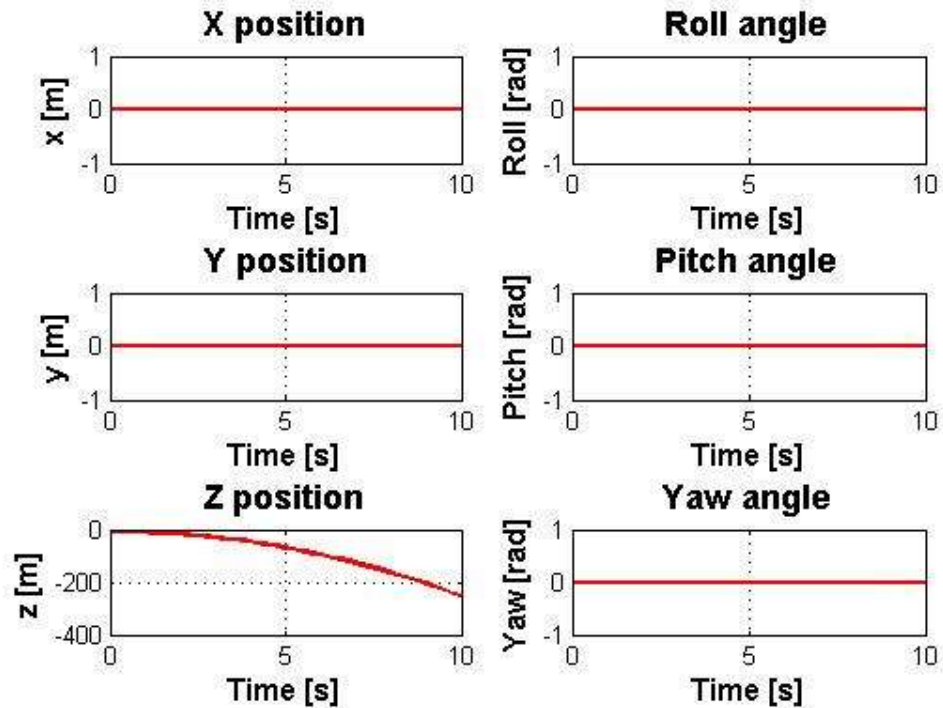 X position
x [m]
1
0
-1
0 5 10
Time [s]
Roll angle
Roll [rad]
1
0
-1
0 5 10
Time [s]
Y position
y [m]
1
0
-1
0 5 10
Time [s]
Pitch angle
Pitch [rad]
1
0
-1
0 5 10
Time [s]
Z position
z [m]
0
-200
-400
0 5 10
Time [s]
Yaw angle
Yaw [rad]
1
0
-1
0 5 10
Time [s]